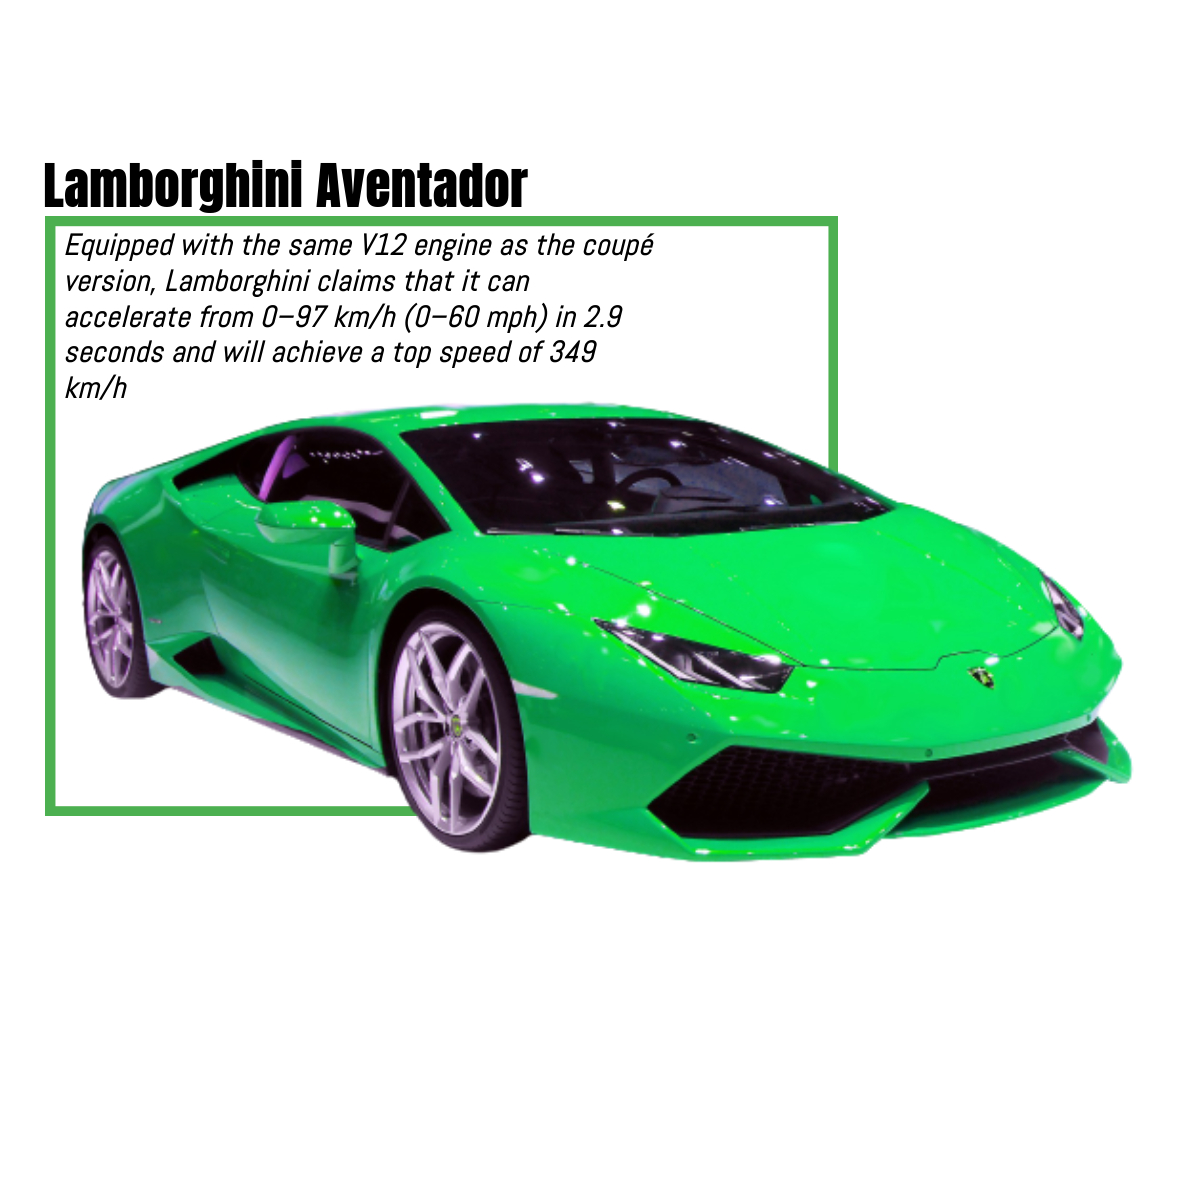 Lamborghini Aventador
Equipped with the same V12 engine as the coupé
version, Lamborghini claims that it can
accelerate from 0–97 km/h (0–60 mph) in 2.9
seconds and will achieve a top speed of 349
km/h